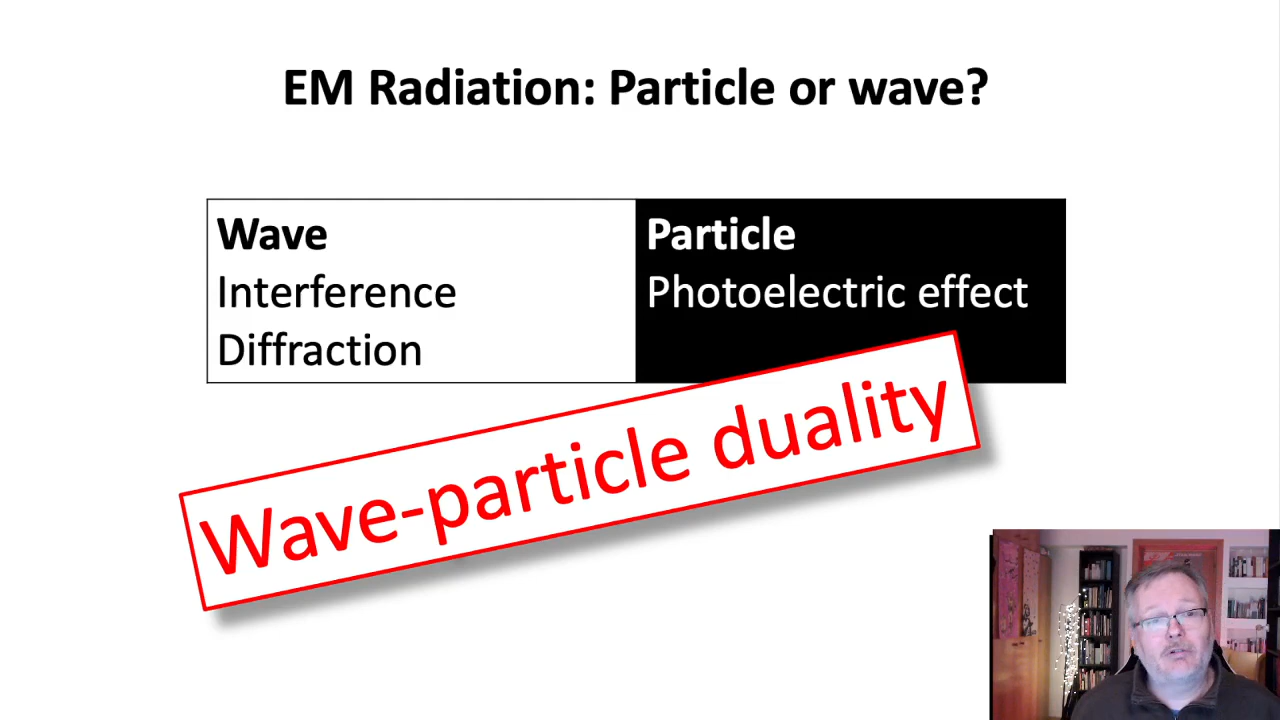 EM Radiation: Particle or wave?
Wave
Interference
Diffraction
Particle
Photoelectric effect
Wave-particle duality